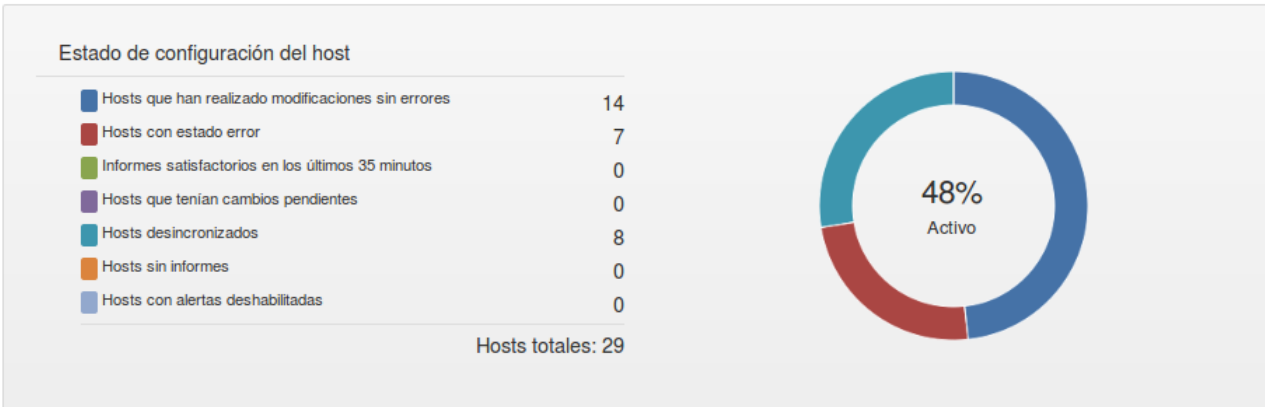 Estado de configuración del host
Hosts que han realizado modificaciones sin errores 14
Hosts con estado error 7
Informes satisfactorios en los últimos 35 minutos 0
Hosts que tenían cambios pendientes 0
Hosts desincronizados 8
Hosts sin informes 0
Hosts con alertas deshabilitadas 0
Hosts totales: 29
48%
Activo